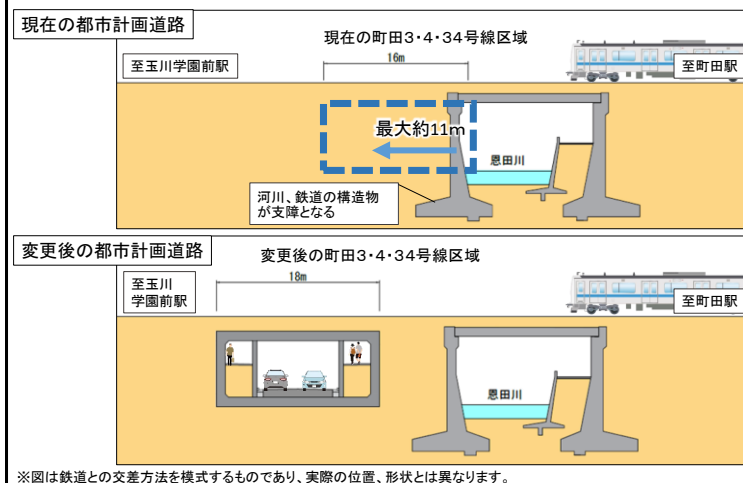 現在の都市計画道路
現在の町田3・4・34号線区域
16m
至玉川学園前駅
至町田駅
最大約11m
恩田川
河川、鉄道の構造物
が支障となる
変更後の都市計画道路
変更後の町田3・4・34号線区域
18m
至玉川
学園前駅
至町田駅
恩田川
※図は鉄道との交差方法を模式するものであり、実際の位置、形状とは異なります。